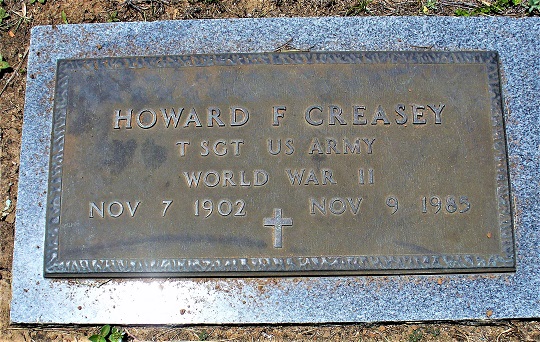 HOWARD F CREASEY
T SGT US ARMY
WORLD WAR II
NOV 7 1902 NOV 9 1985